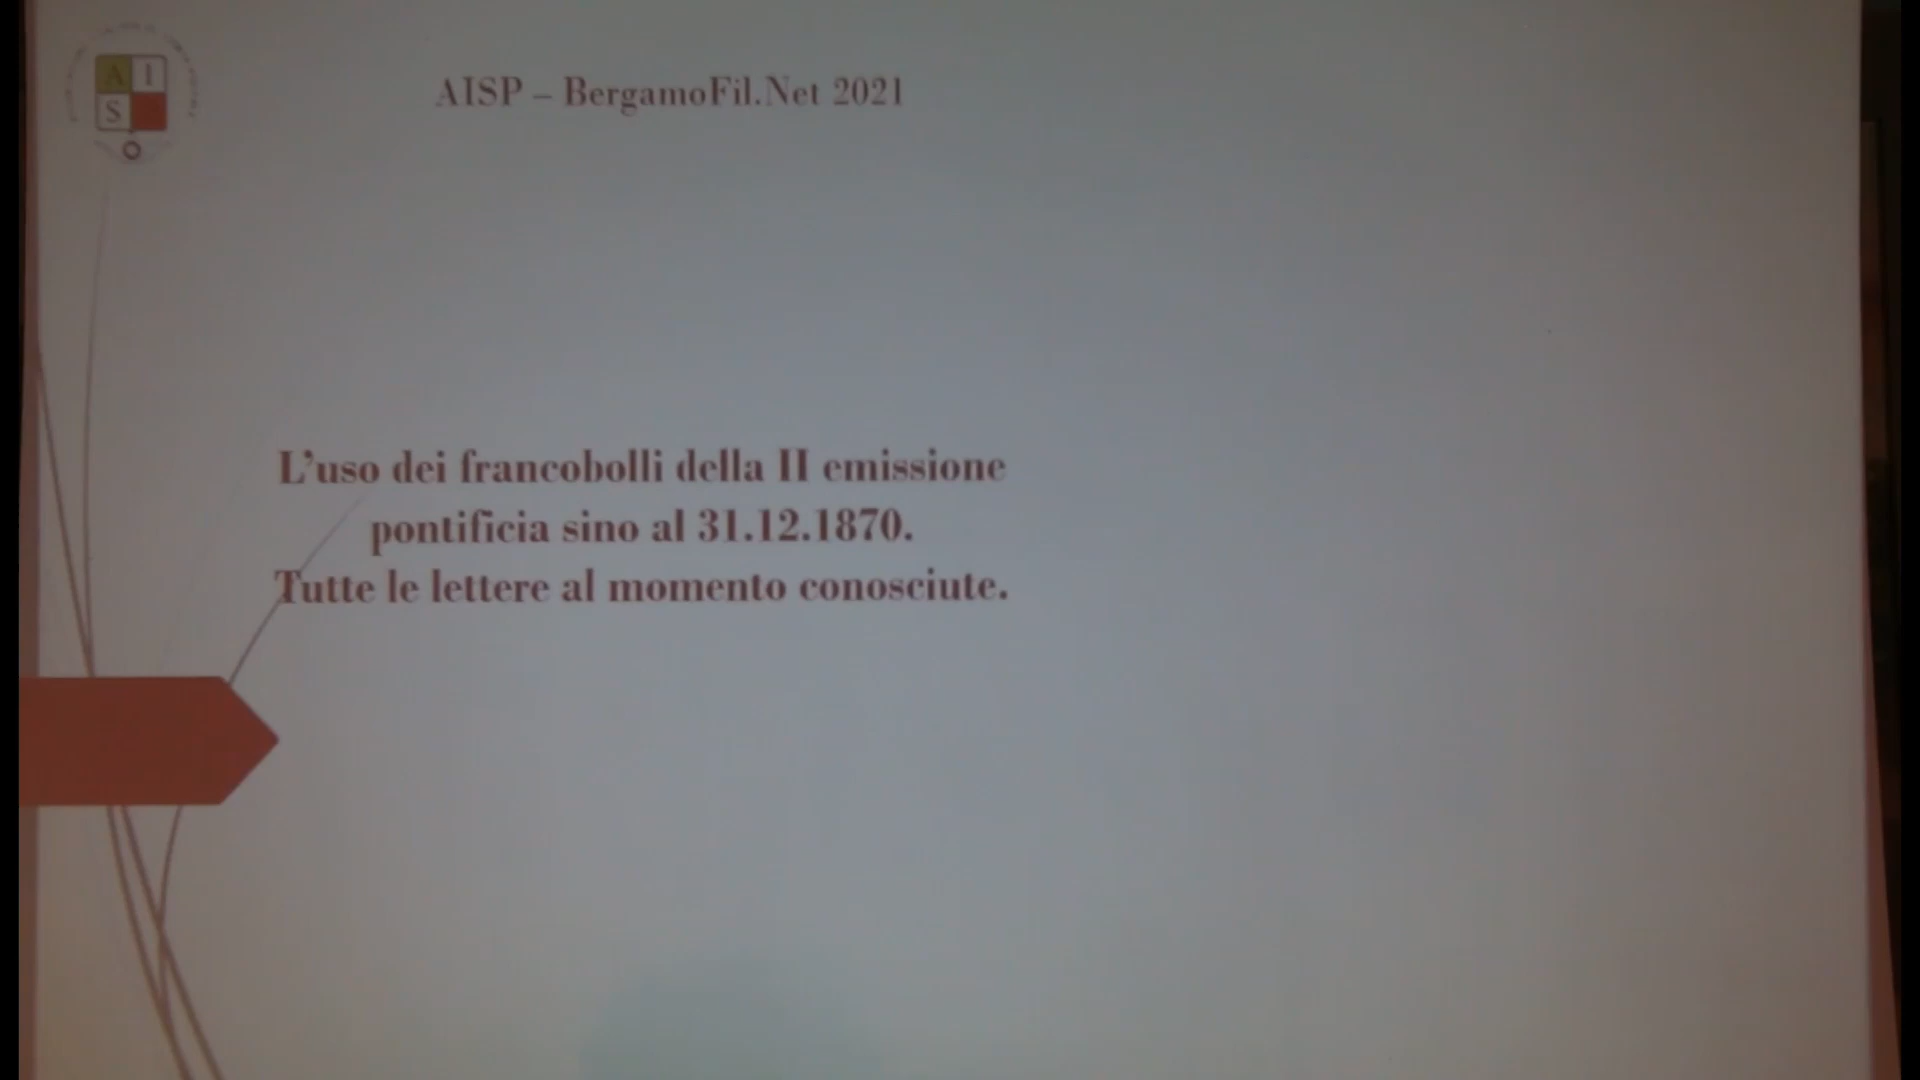 A I
S
AISP – BergamoFil.Net 2021
L’uso dei francobolli della II emissione
pontificia sino al 31.12.1870.
Tutte le lettere al momento conosciute.